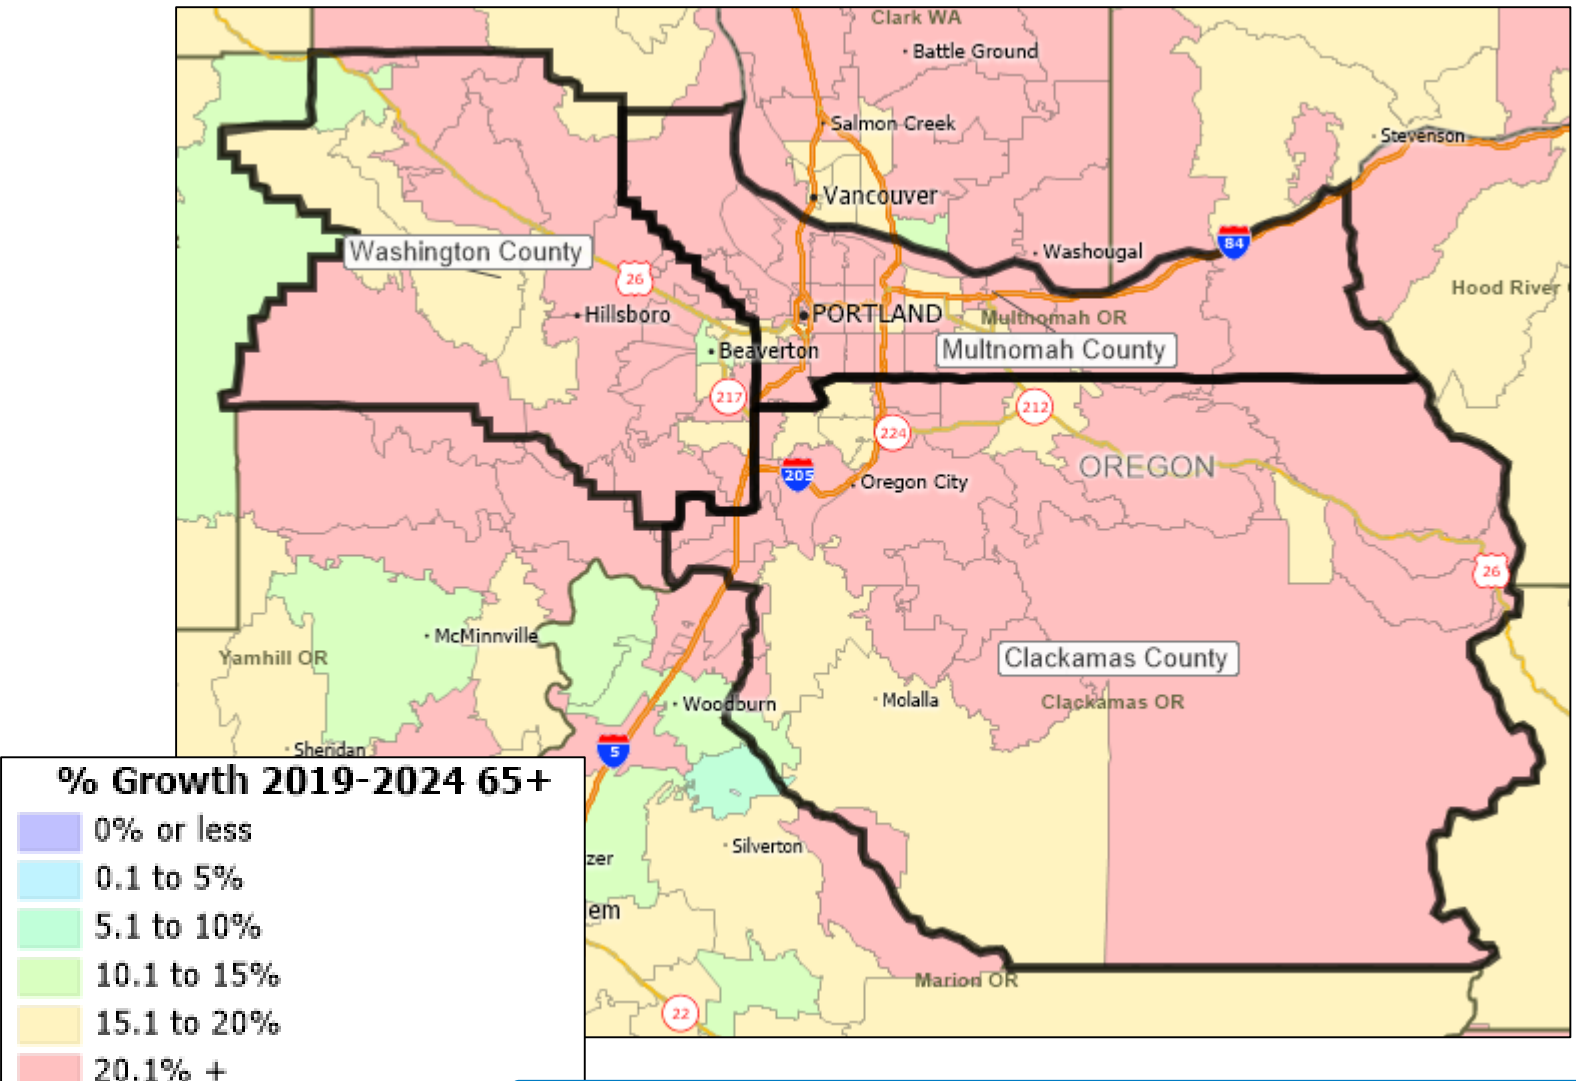 Clark WA
Battle Ground
Salmon Creek
Stevenson
Vancouver
Washington County
Washougal
84
26
Hood River
Hillsboro
PORTLAND
Multnomah OR
Beaverton
Multnomah County
217
212
224
OREGON
205
Oregon City
26
McMinnville
Yamhill OR
Clackamas County
Woodburn
Molalla
Clackamas OR
Sheridan
5
% Growth 2019-2024 65+
0% or less
0.1 to 5%
5.1 to 10%
10.1 to 15%
15.1 to 20%
20.1% +
Silverton
zer
em
Marion OR
22